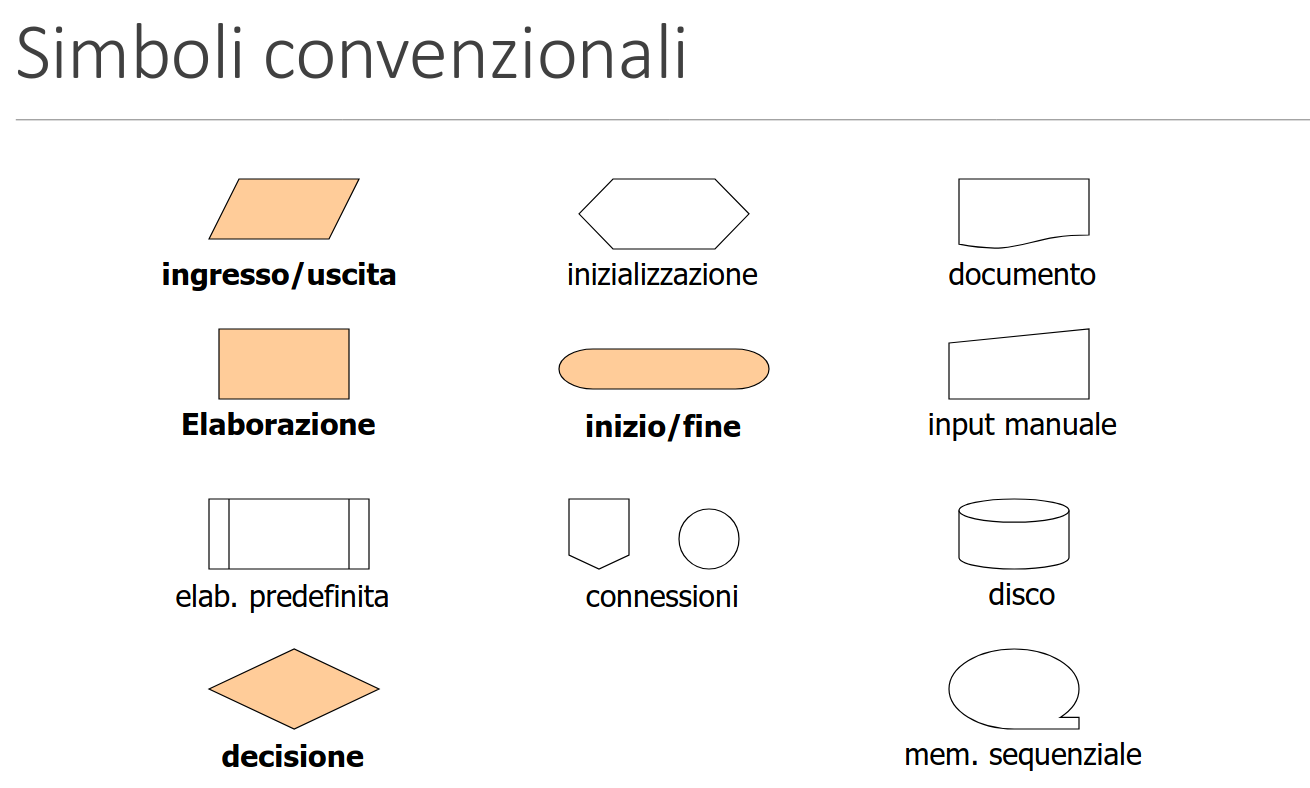 Simboli convenzionali
ingresso/uscita
inizializzazione
documento
Elaborazione
inizio/fine
input manuale
elab. predefinita
connessioni
disco
decisione
mem. sequenziale